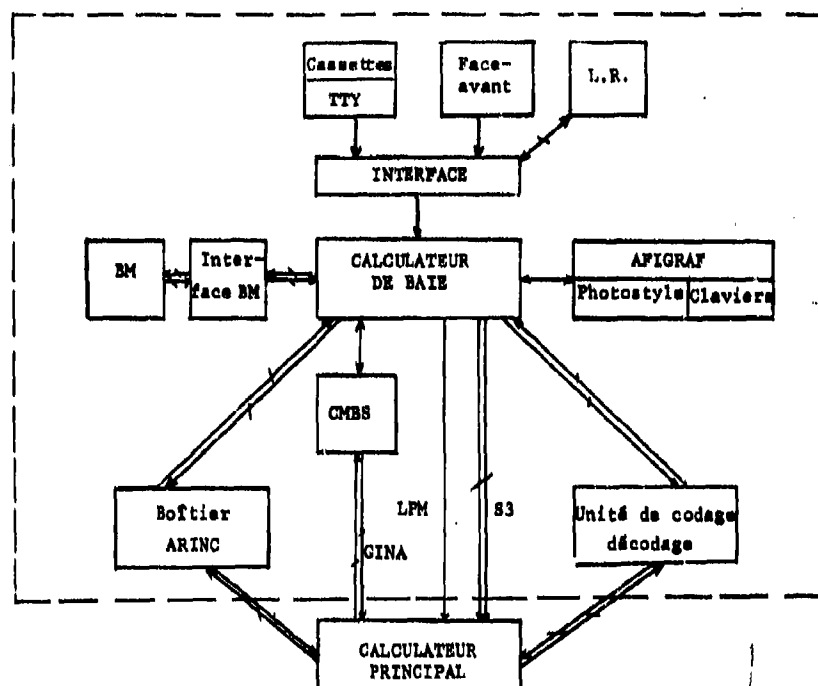 Cassettes
TTY
Face-
avant
L.R.
INTERFACE
BM
Inter-
face BM
CALCULATEUR
DE BAIE
AFIGRAF
Photostyle
Claviers
CMBS
Boîtier
ARINC
GINA
LPM
S3
Unité de codage
décodage
CALCULATEUR
PRINCIPAL